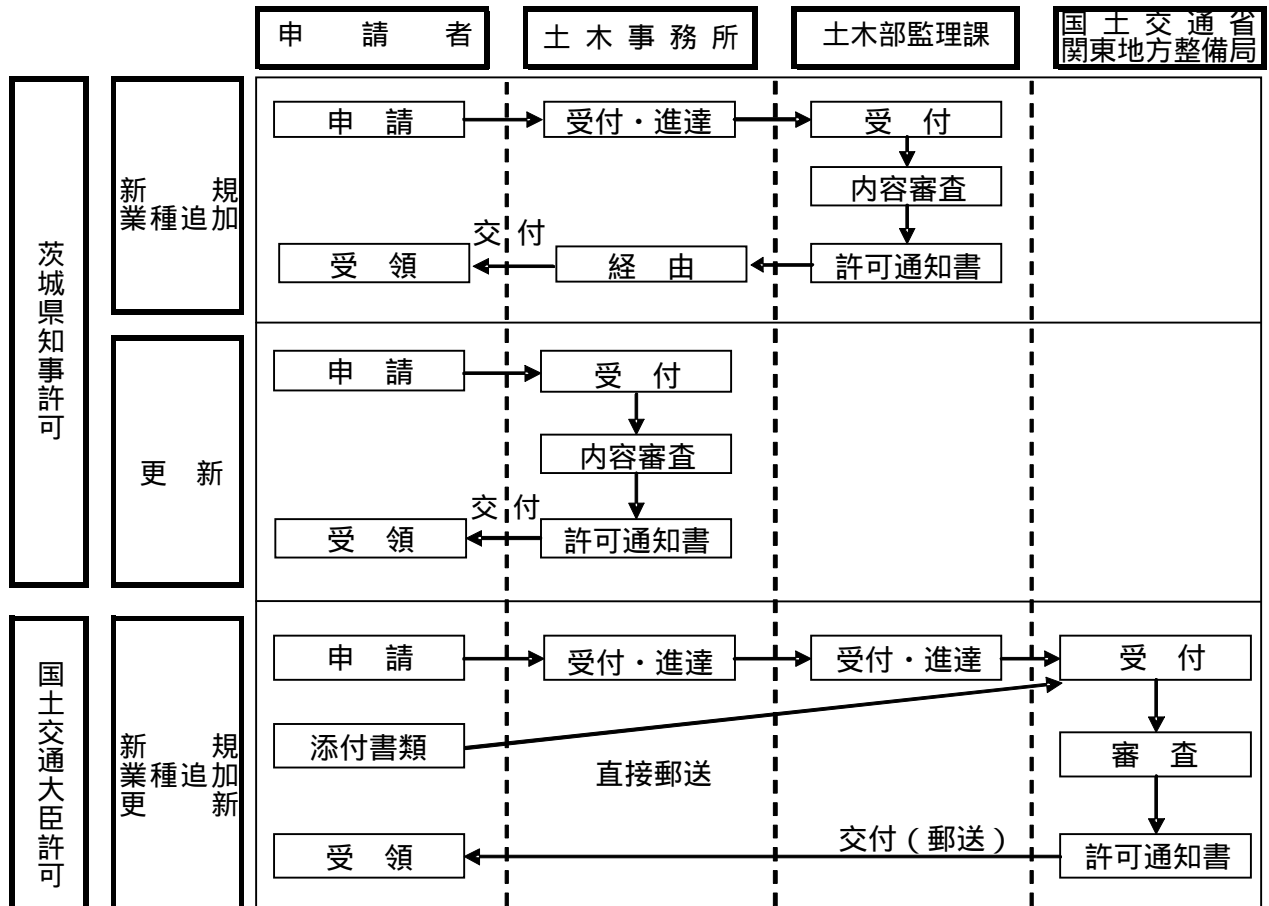 申請者
土木事務所
土木部監理課
国土交通省
関東地方整備局
茨城県知事許可
新規
業種追加
申請
受付・進達
受付
内容審査
交付
受領
経由
許可通知書
更新
申請
受付
内容審査
交付
受領
許可通知書
国土交通大臣許可
新規
業種追加
更新
申請
受付・進達
受付・進達
受付
添付書類
直接郵送
審査
交付(郵送)
受領
許可通知書